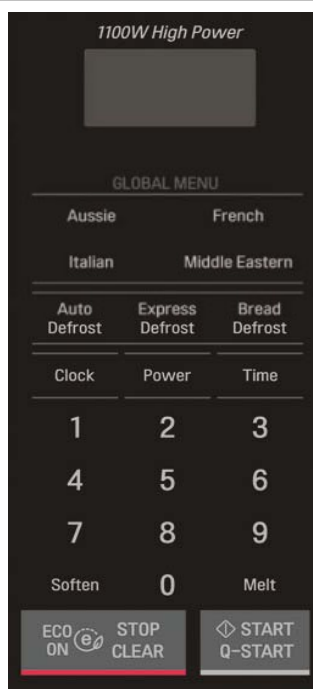 1100W High Power
GLOBAL MENU
Aussie French
Italian Middle Eastern
Auto Express Bread
Defrost Defrost Defrost
Clock Power Time
1 2 3
4 5 6
7 8 9
Soften 0 Melt
ECO e STOP START
ON CLEAR Q-START